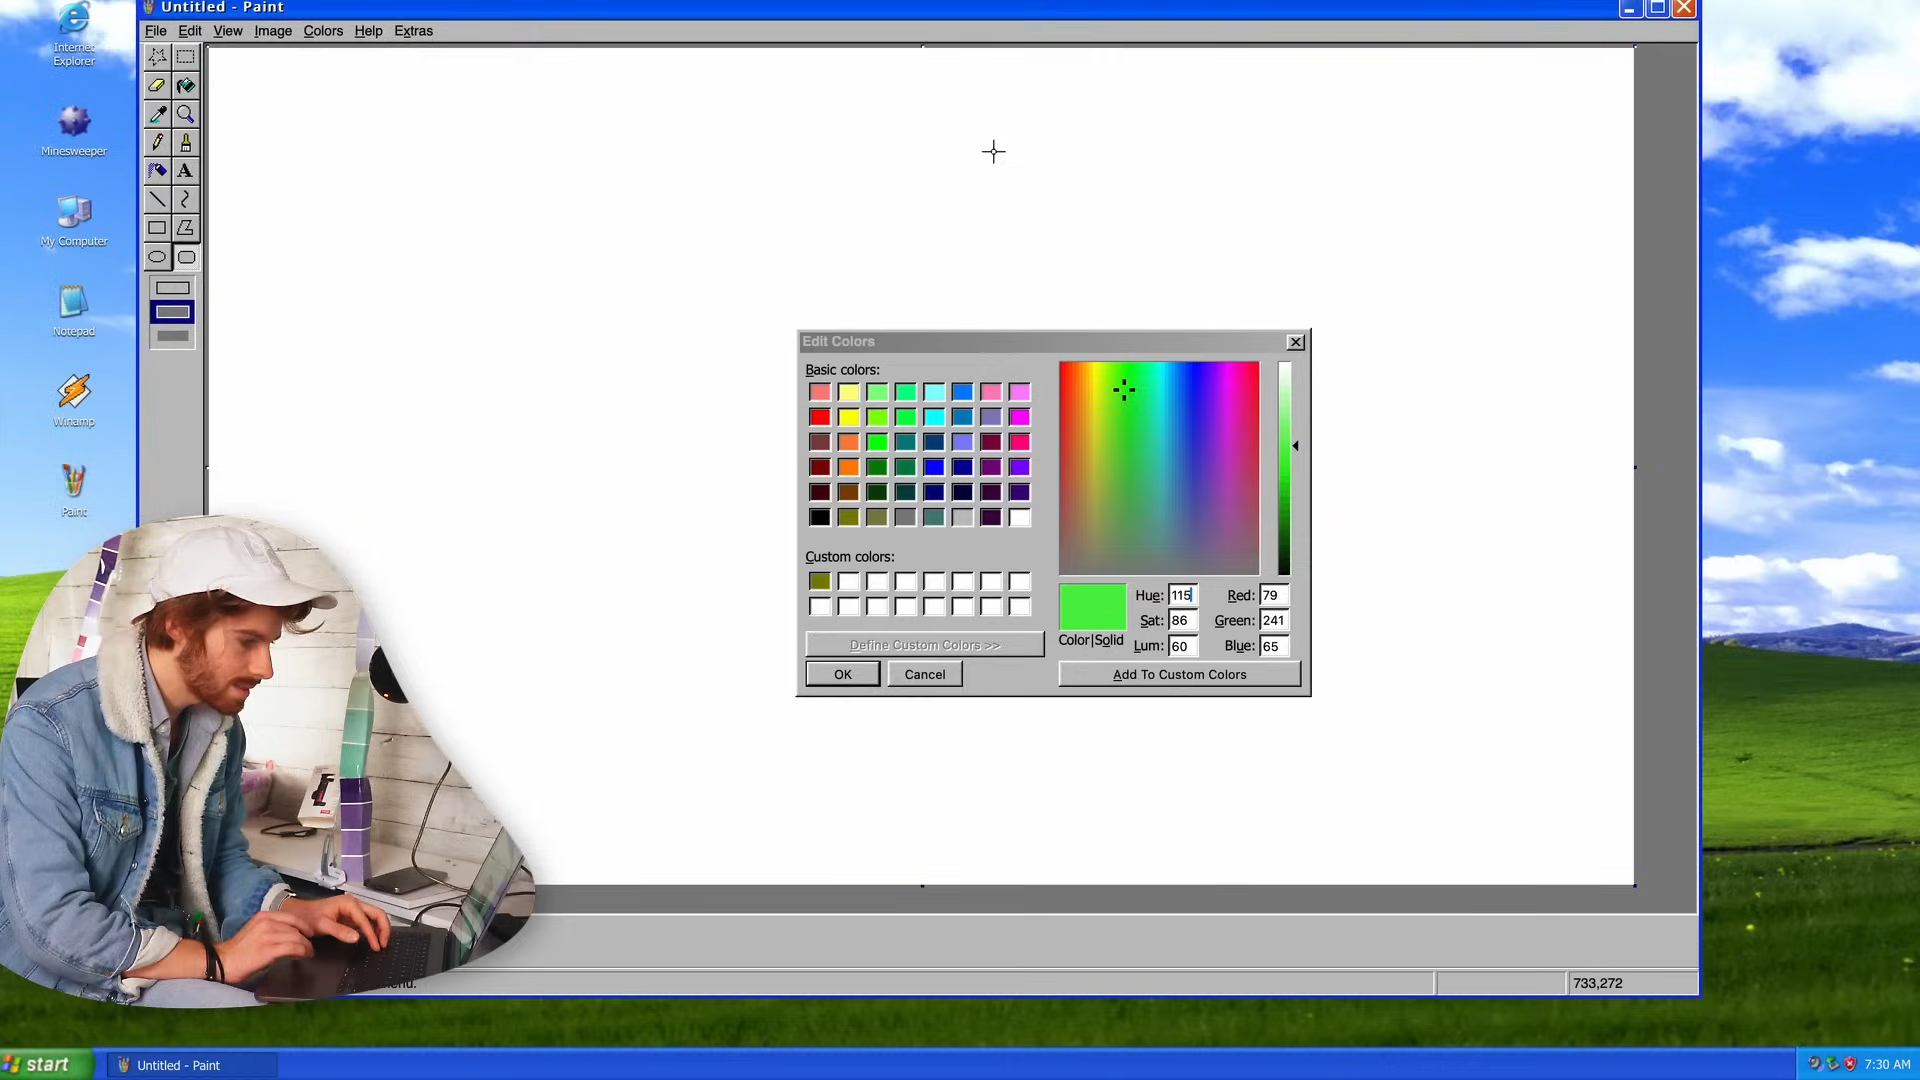 Untitled - Paint
File Edit View Image Colors Help Extras
Internet
Explorer
Minesweeper
My Computer
Notepad
Winamp
Paint
Edit Colors
Basic colors:
Custom colors:
Define Custom Colors >>
OK Cancel
Hue: 115 Red: 79
Sat: 86 Green: 241
Color|Solid
Lum: 60 Blue: 65
Add To Custom Colors
733,272
start
Untitled - Paint
7:30 AM